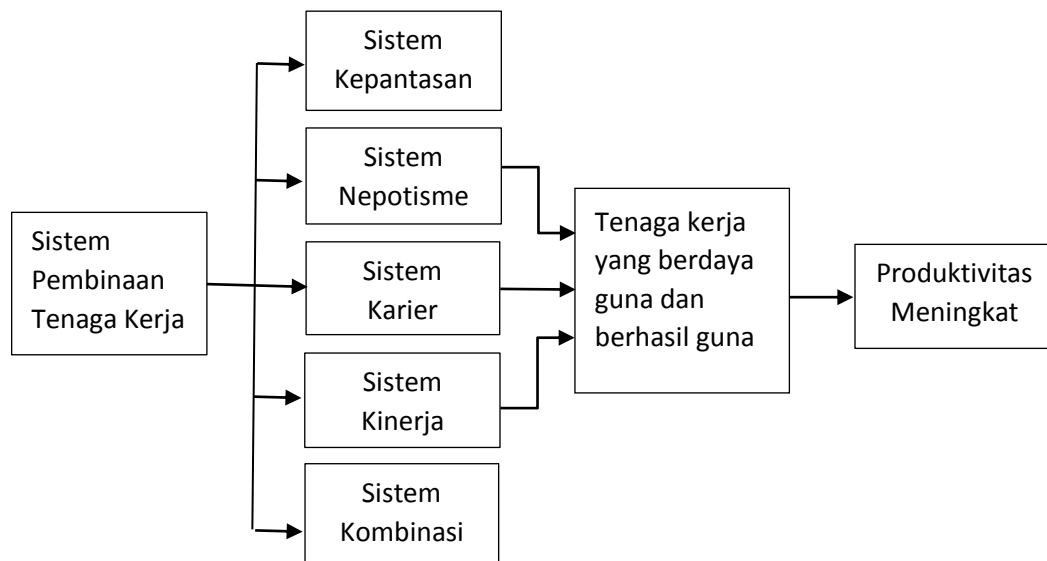 Sistem
Kepantasan
Sistem
Nepotisme
Sistem
Pembinaan
Tenaga Kerja
Sistem
Karier
Sistem
Kinerja
Sistem
Kombinasi
Tenaga kerja
yang berdaya
guna dan
berhasil guna
Produktivitas
Meningkat